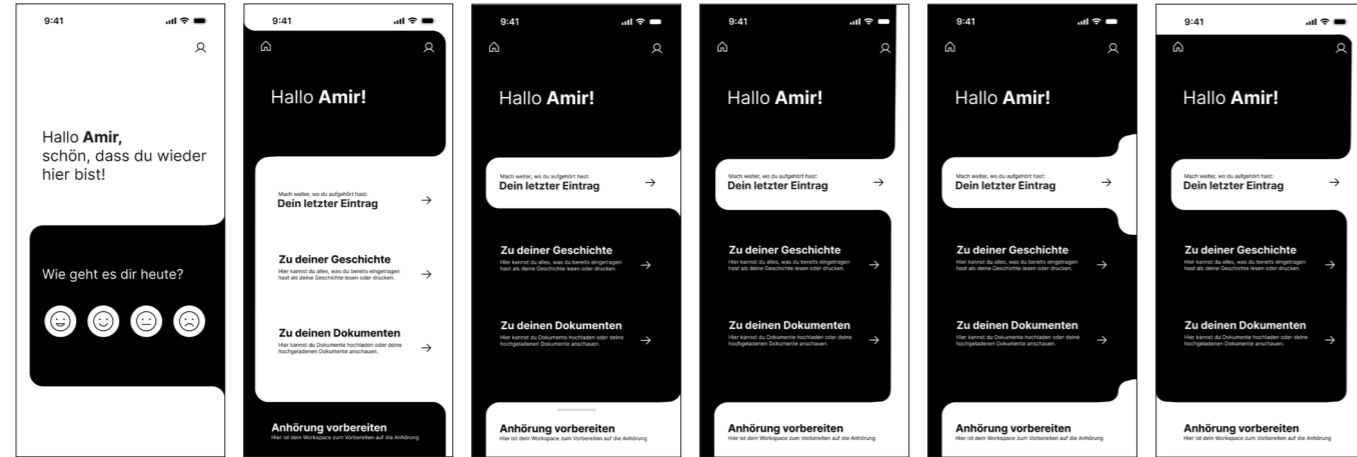 9:41
Hallo Amir,
schön, dass du wieder
hier bist!
Wie geht es dir heute?
9:41
Hallo Amir!
Mach weiter, wo du aufgehört hast:
Dein letzter Eintrag
Zu deiner Geschichte
Hier kannst du alles, was du bereits eingetragen
hast als deine Geschichte lesen oder drucken.
Zu deinen Dokumenten
Hier kannst du Dokumente hochladen oder deine
hochgeladenen Dokumente anschauen.
Anhörung vorbereiten
Hier ist dein Workspace zum Vorbereiten auf die Anhörung
9:41
Hallo Amir!
Mach weiter, wo du aufgehört hast:
Dein letzter Eintrag
Zu deiner Geschichte
Hier kannst du alles, was du bereits eingetragen
hast als deine Geschichte lesen oder drucken.
Zu deinen Dokumenten
Hier kannst du Dokumente hochladen oder deine
hochgeladenen Dokumente anschauen.
Anhörung vorbereiten
Hier ist dein Workspace zum Vorbereiten auf die Anhörung
9:41
Hallo Amir!
Mach weiter, wo du aufgehört hast:
Dein letzter Eintrag
Zu deiner Geschichte
Hier kannst du alles, was du bereits eingetragen
hast als deine Geschichte lesen oder drucken.
Zu deinen Dokumenten
Hier kannst du Dokumente hochladen oder deine
hochgeladenen Dokumente anschauen.
Anhörung vorbereiten
Hier ist dein Workspace zum Vorbereiten auf die Anhörung
9:41
Hallo Amir!
Mach weiter, wo du aufgehört hast:
Dein letzter Eintrag
Zu deiner Geschichte
Hier kannst du alles, was du bereits eingetragen
hast als deine Geschichte lesen oder drucken.
Zu deinen Dokumenten
Hier kannst du Dokumente hochladen oder deine
hochgeladenen Dokumente anschauen.
Anhörung vorbereiten
Hier ist dein Workspace zum Vorbereiten auf die Anhörung
9:41
Hallo Amir!
Mach weiter, wo du aufgehört hast:
Dein letzter Eintrag
Zu deiner Geschichte
Hier kannst du alles, was du bereits eingetragen
hast als deine Geschichte lesen oder drucken.
Zu deinen Dokumenten
Hier kannst du Dokumente hochladen oder deine
hochgeladenen Dokumente anschauen.
Anhörung vorbereiten
Hier ist dein Workspace zum Vorbereiten auf die Anhörung